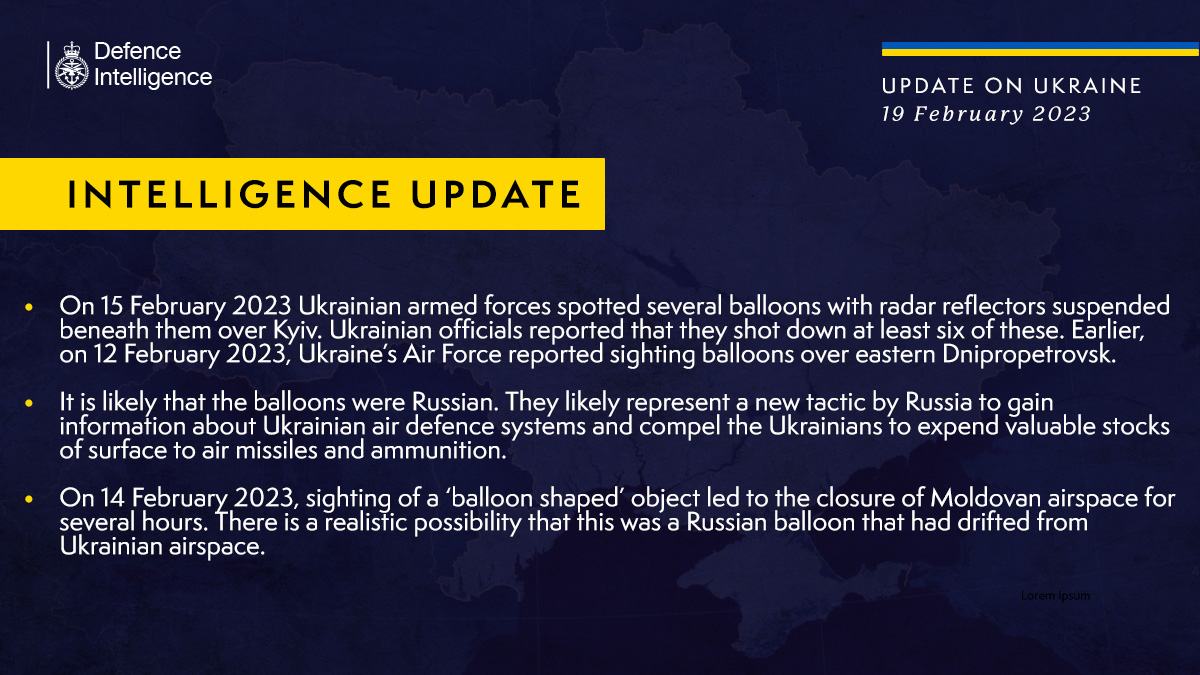 Defence
Intelligence
UPDATE ON UKRAINE
19 February 2023
INTELLIGENCE UPDATE
• On 15 February 2023 Ukrainian armed forces spotted several balloons with radar reflectors suspended
beneath them over Kyiv. Ukrainian officials reported that they shot down at least six of these. Earlier,
on 12 February 2023, Ukraine’s Air Force reported sighting balloons over eastern Dnipropetrovsk.
• It is likely that the balloons were Russian. They likely represent a new tactic by Russia to gain
information about Ukrainian air defence systems and compel the Ukrainians to expend valuable stocks
of surface to air missiles and ammunition.
• On 14 February 2023, sighting of a ‘balloon shaped’ object led to the closure of Moldovan airspace for
several hours. There is a realistic possibility that this was a Russian balloon that had drifted from
Ukrainian airspace.
Lorem ipsum